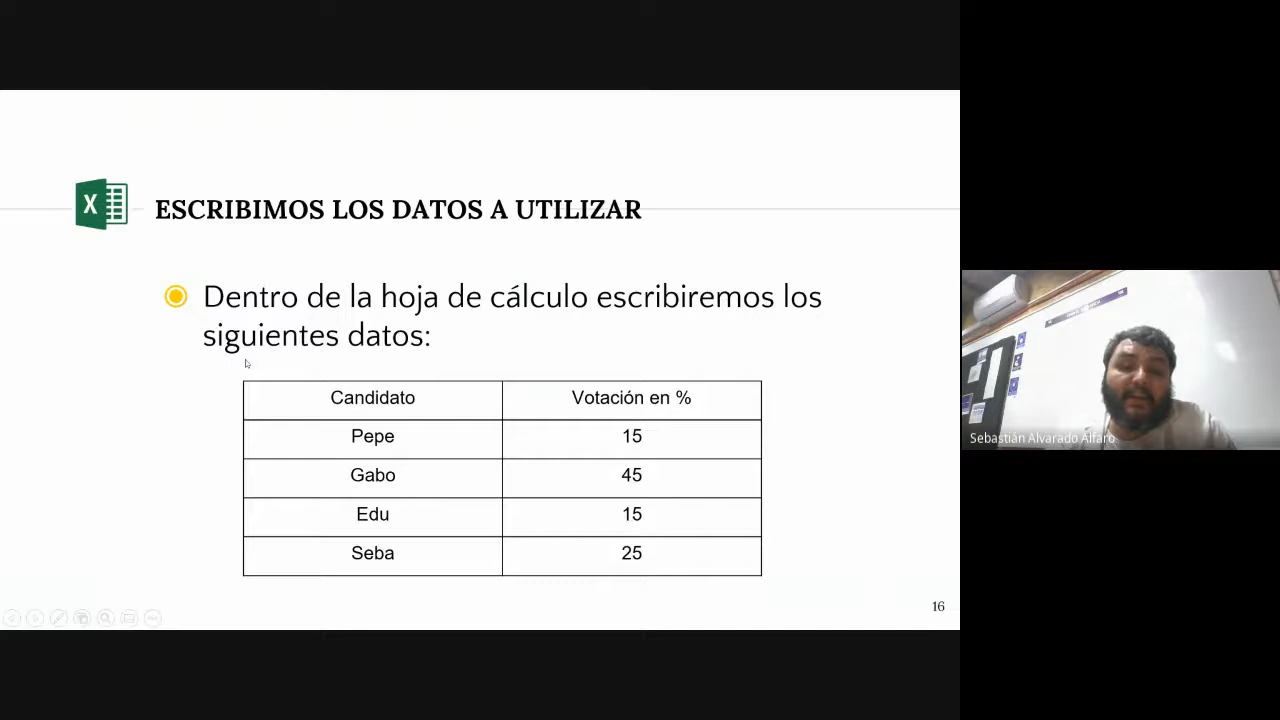 X
ESCRIBIMOS LOS DATOS A UTILIZAR
Dentro de la hoja de cálculo escribiremos los
siguientes datos:
Candidato Votación en %
Pepe 15
Gabo 45
Edu 15
Seba 25
16
Sebastián Alvarado Alfaro